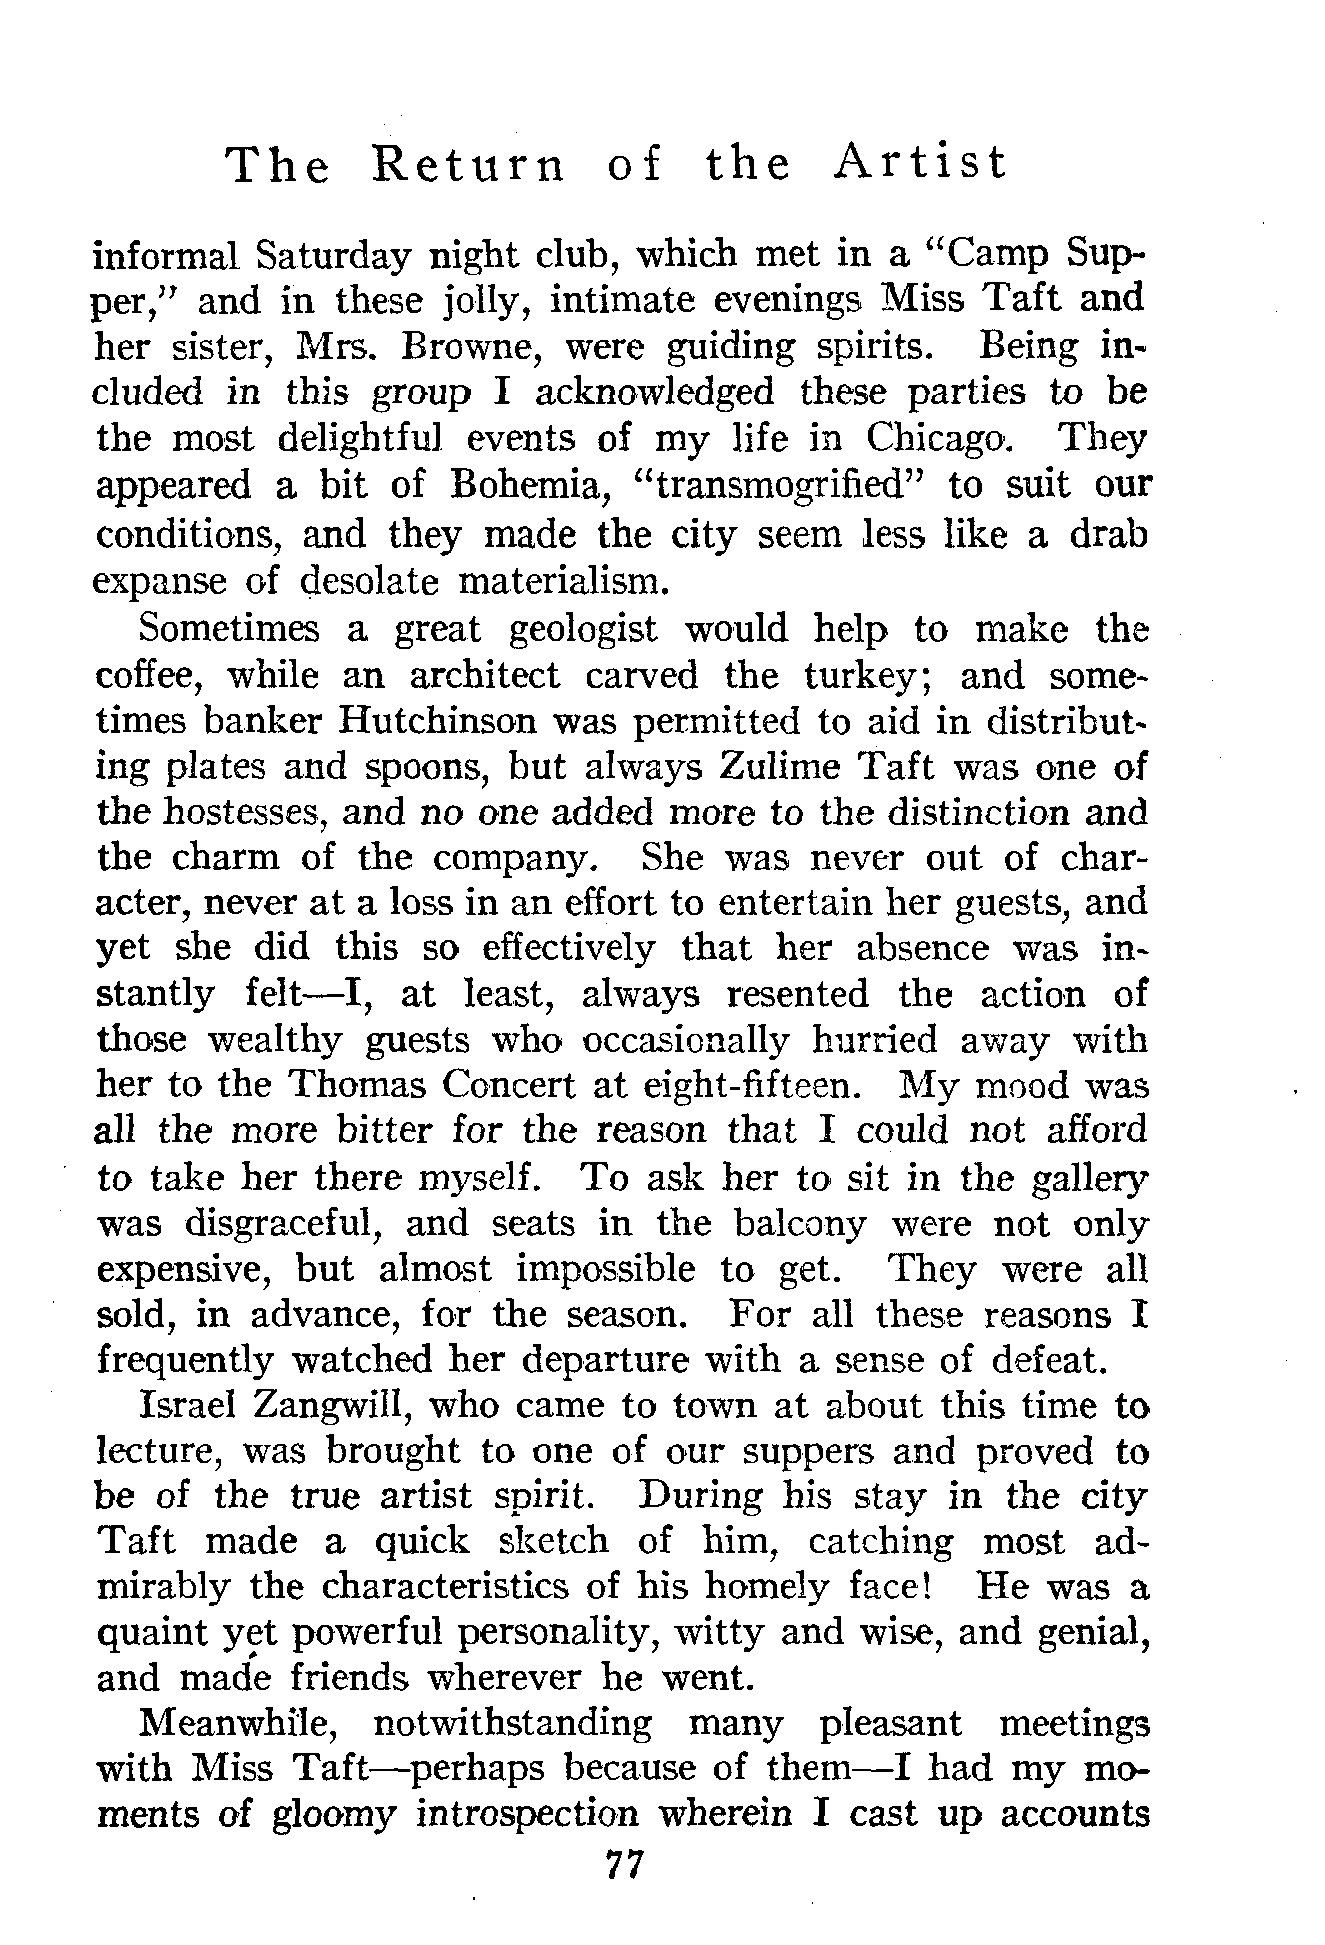 The Return of the Artist
informal Saturday night club, which met in a “Camp Sup-
per,” and in these jolly, intimate evenings Miss Taft and
her sister, Mrs. Browne, were guiding spirits. Being in-
cluded in this group I acknowledged these parties to be
the most delightful events of my life in Chicago. They
appeared a bit of Bohemia, “transmogrified” to suit our
conditions, and they made the city seem less like a drab
expanse of desolate materialism.
Sometimes a great geologist would help to make the
coffee, while an architect carved the turkey; and some-
times banker Hutchinson was permitted to aid in distribut-
ing plates and spoons, but always Zulime Taft was one of
the hostesses, and no one added more to the distinction and
the charm of the company. She was never out of char-
acter, never at a loss in an effort to entertain her guests, and
yet she did this so effectively that her absence was in-
stantly felt—I, at least, always resented the action of
those wealthy guests who occasionally hurried away with
her to the Thomas Concert at eight-fifteen. My mood was
all the more bitter for the reason that I could not afford
to take her there myself. To ask her to sit in the gallery
was disgraceful, and seats in the balcony were not only
expensive, but almost impossible to get. They were all
sold, in advance, for the season. For all these reasons I
frequently watched her departure with a sense of defeat.
Israel Zangwill, who came to town at about this time to
lecture, was brought to one of our suppers and proved to
be of the true artist spirit. During his stay in the city
Taft made a quick sketch of him, catching most ad-
mirably the characteristics of his homely face! He was a
quaint yet powerful personality, witty and wise, and genial,
and made friends wherever he went.
Meanwhile, notwithstanding many pleasant meetings
with Miss Taft—perhaps because of them—I had my mo-
ments of gloomy introspection wherein I cast up accounts
77